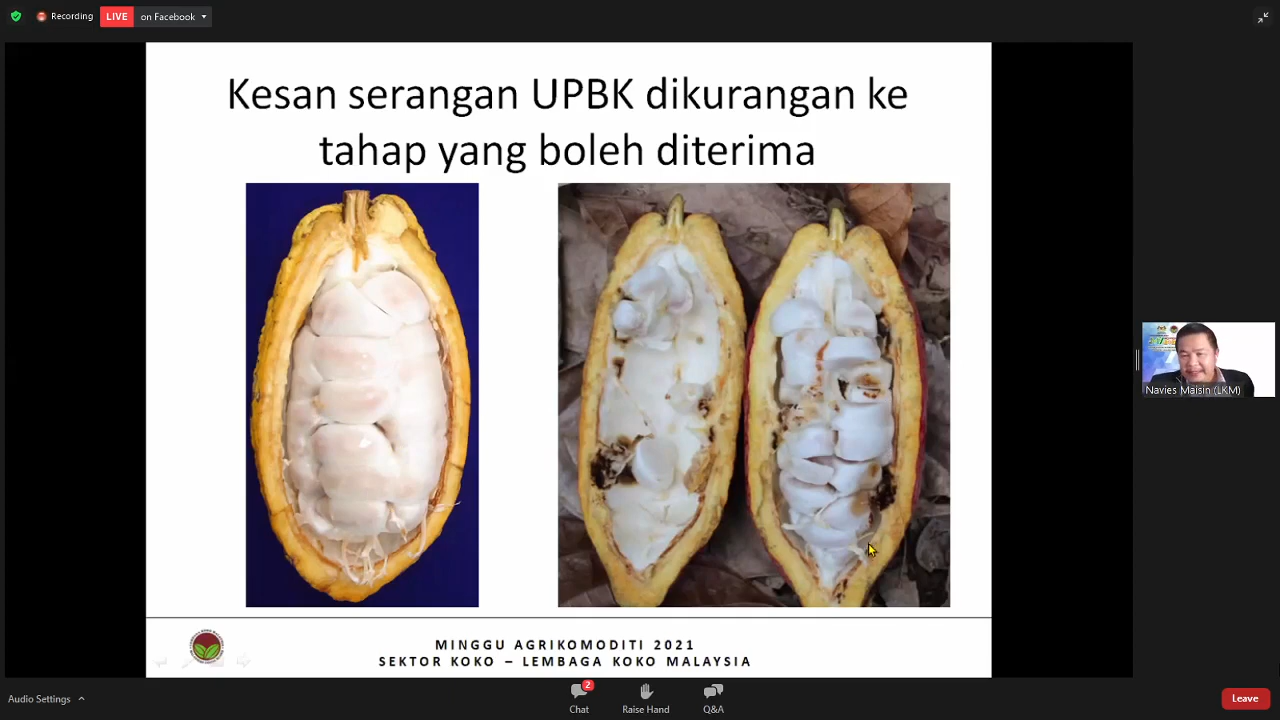 Recording
LIVE
on Facebook
Kesan serangan UPBK dikurangan ke
tahap yang boleh diterima
Navies Maisin (LKM)
MINGGU AGRIKOMODITI 2021
SEKTOR KOKO – LEMBAGA KOKO MALAYSIA
Audio Settings
2
Chat
Raise Hand
Q&A
Leave